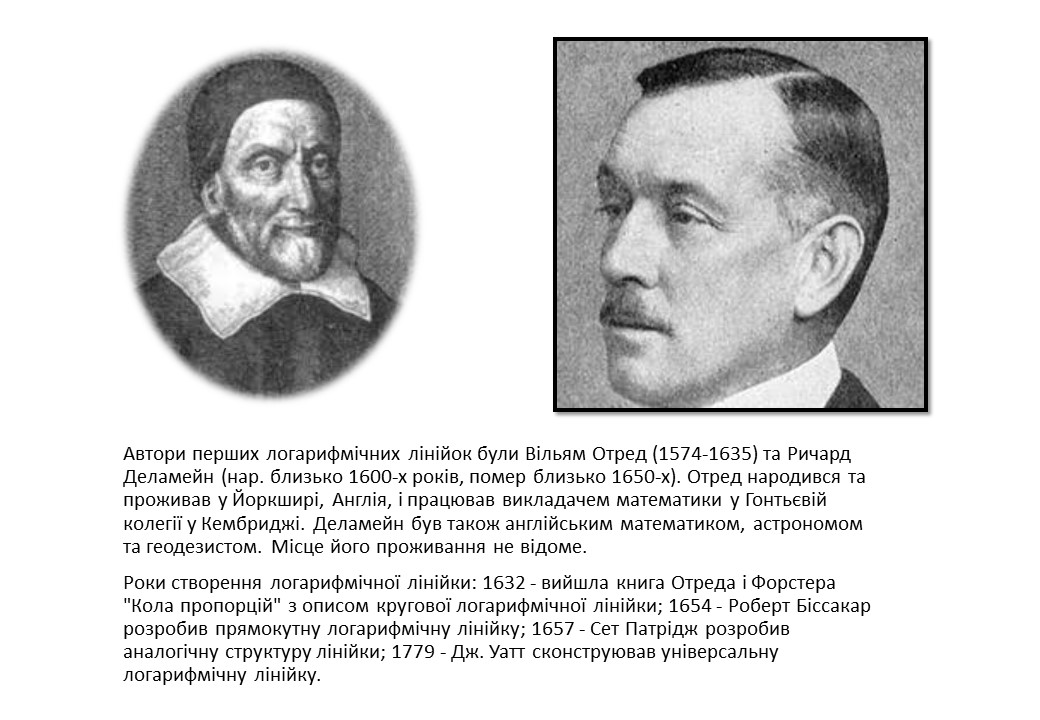 Автори перших логарифмічних лінійок були Вільям Отред (1574-1635) та Ричард
Деламейн (нар. близько 1600-х років, помер близько 1650-х). Отред народився та
проживав у Йоркширі, Англія, і працював викладачем математики у Гонтьєвій
колегії у Кембриджі. Деламейн був також англійським математиком, астрономом
та геодезистом. Місце його проживання не відоме.
Роки створення логарифмічної лінійки: 1632 - вийшла книга Отреда і Форстера
"Кола пропорцій" з описом кругової логарифмічної лінійки; 1654 - Роберт Біссакар
розробив прямокутну логарифмічну лінійку; 1657 - Сет Патрідж розробив
аналогічну структуру лінійки; 1779 - Дж. Уатт сконструював універсальну
логарифмічну лінійку.